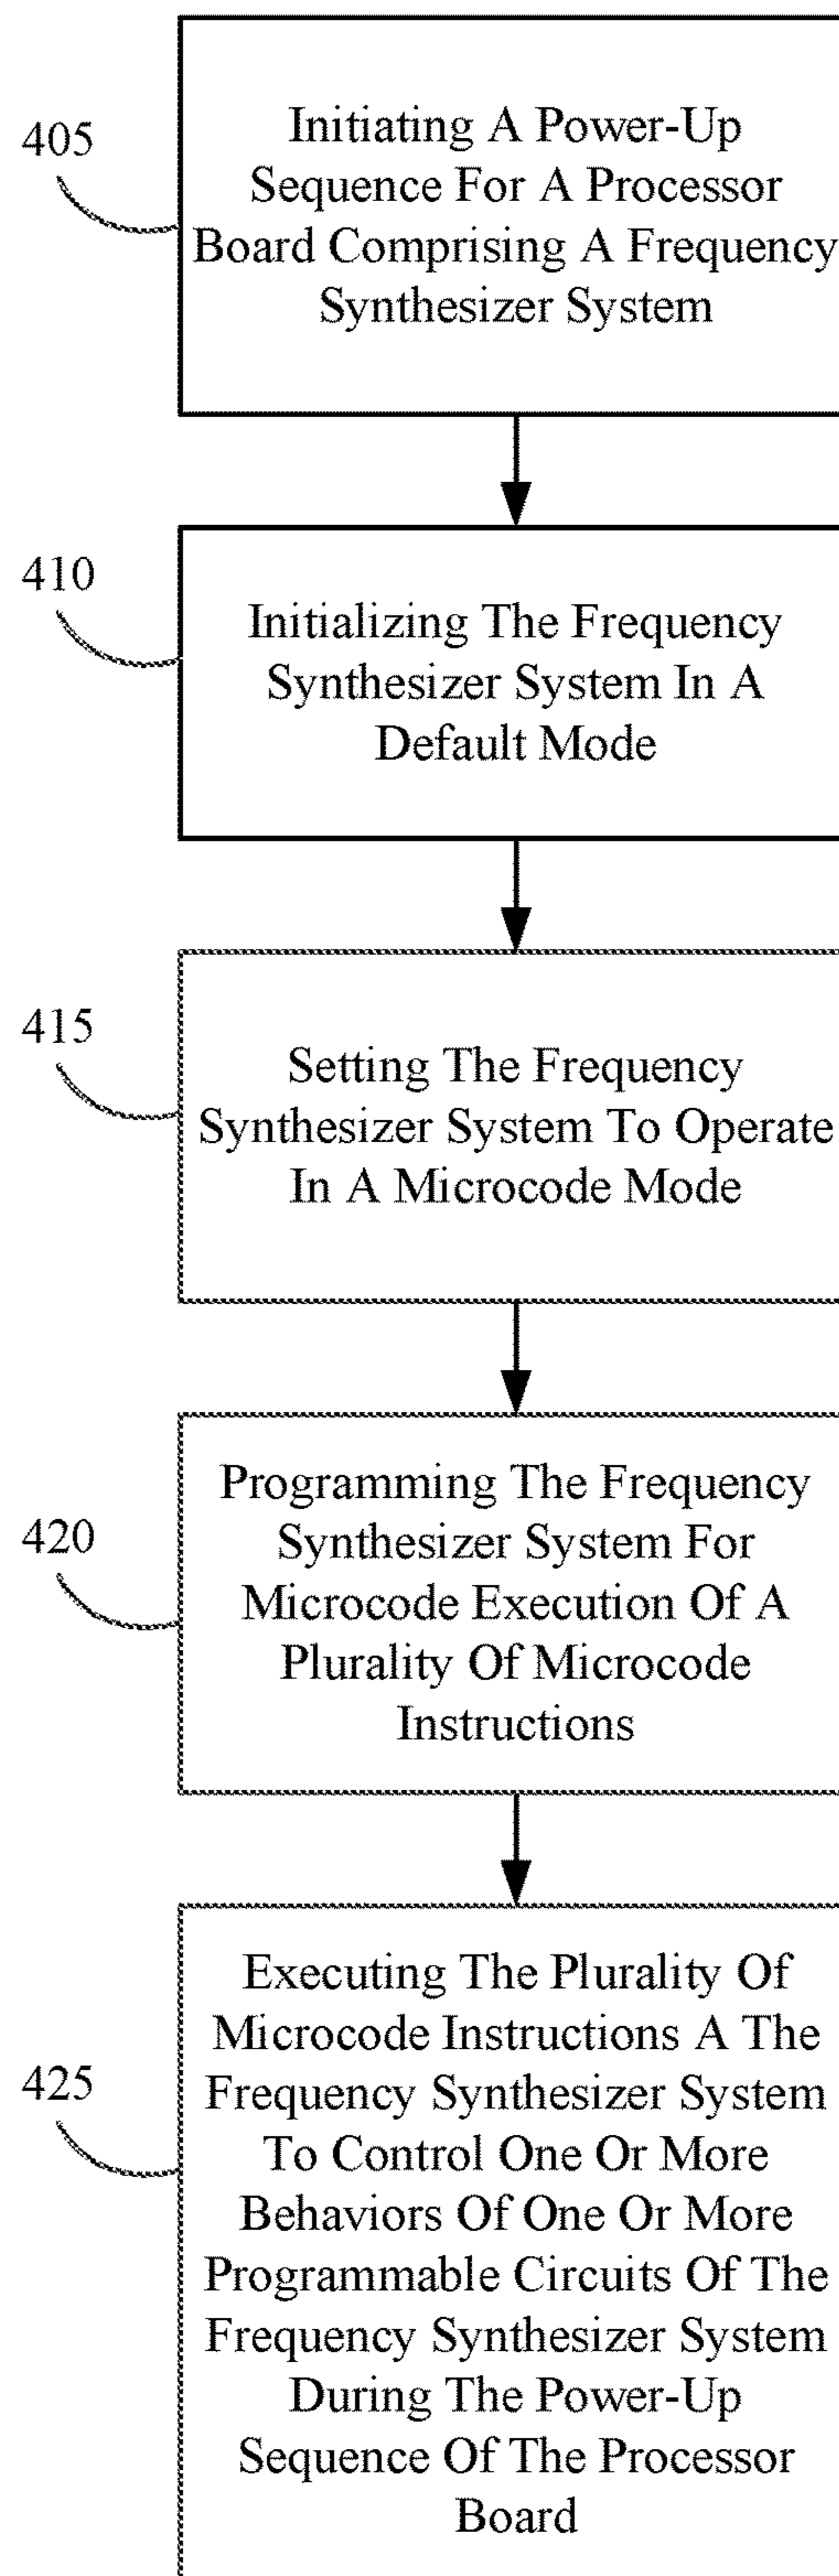 405
Initiating A Power-Up
Sequence For A Processor
Board Comprising A Frequency
Synthesizer System
410
Initializing The Frequency
Synthesizer System In A
Default Mode
415
Setting The Frequency
Synthesizer System To Operate
In A Microcode Mode
420
Programming The Frequency
Synthesizer System For
Microcode Execution Of A
Plurality Of Microcode
Instructions
425
Executing The Plurality Of
Microcode Instructions A The
Frequency Synthesizer System
To Control One Or More
Behaviors Of One Or More
Programmable Circuits Of The
Frequency Synthesizer System
During The Power-Up
Sequence Of The Processor
Board